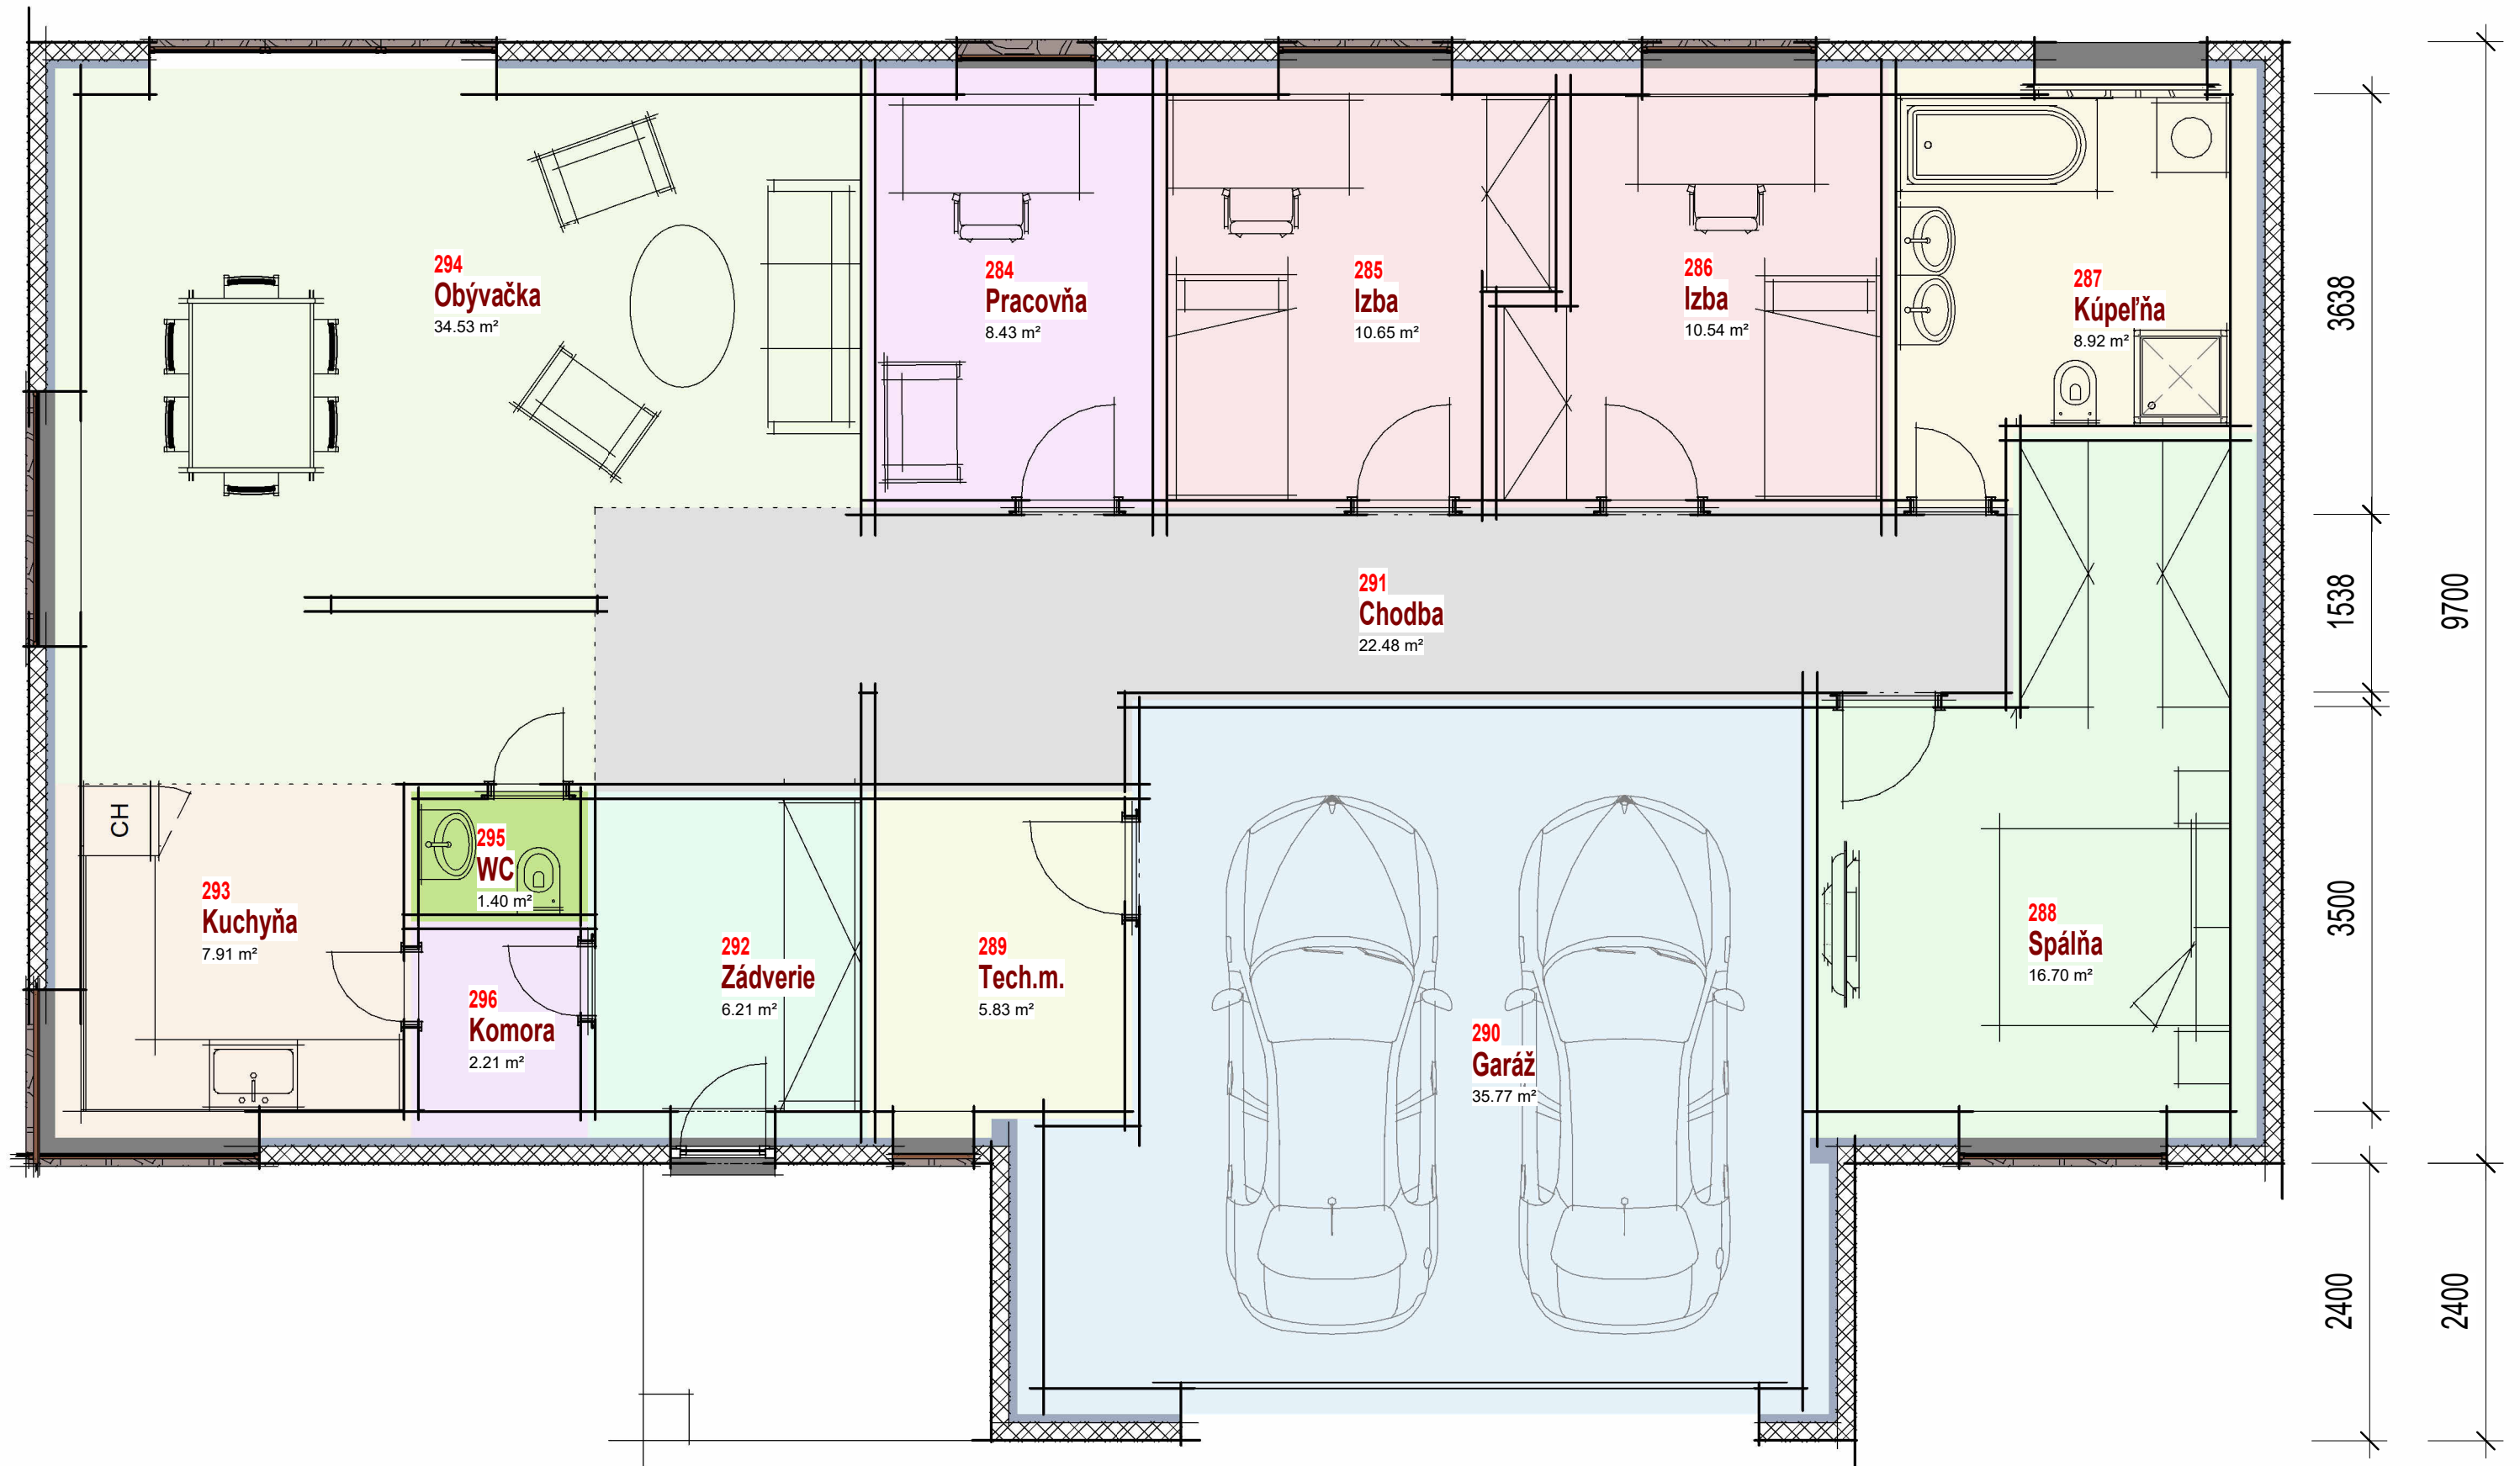 294
Obývačka
34.53 m²
284
Pracovňa
8.43 m²
285
Izba
10.65 m²
286
Izba
10.54 m²
287
Kúpeľňa
8.92 m²
3638
291
Chodba
22.48 m²
1538
9700
CH
295
WC
1.40 m²
293
Kuchyňa
7.91 m²
296
Komora
2.21 m²
292
Zádverie
6.21 m²
289
Tech.m.
5.83 m²
290
Garáž
35.77 m²
288
Spálňa
16.70 m²
3500
2400
2400